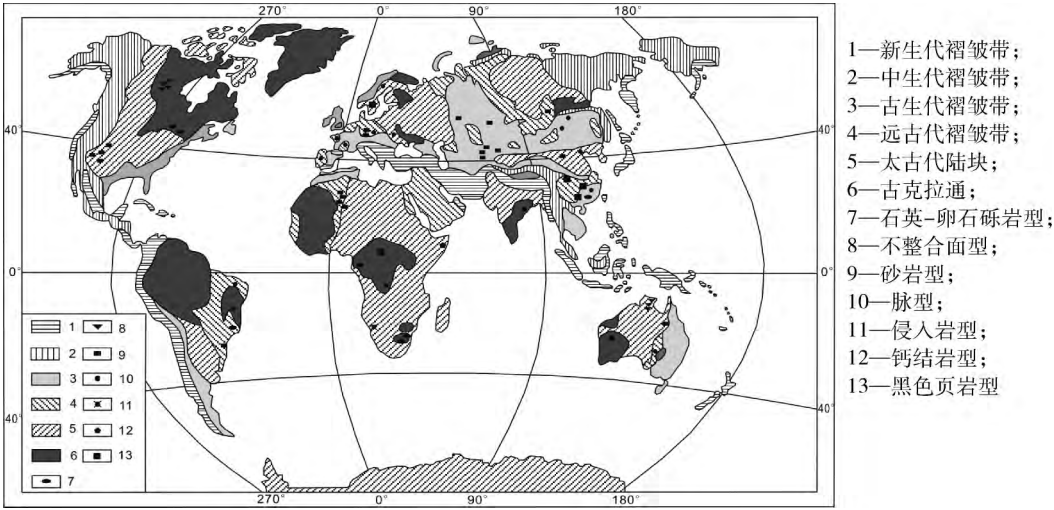 270°
0°
90°
180°
1—新生代褶皱带；
2—中生代褶皱带；
3—古生代褶皱带；
4—远古代褶皱带；
5—太古代陆块；
6—古克拉通；
7—石英-卵石砾岩型；
8—不整合面型；
9—砂岩型；
10—脉型；
11—侵入岩型；
12—钙结岩型；
13—黑色页岩型
40°
40°
0°
0°
1 8
2 9
3 10
4 11
5 12
6 13
7
40°
40°
270°
0°
90°
180°